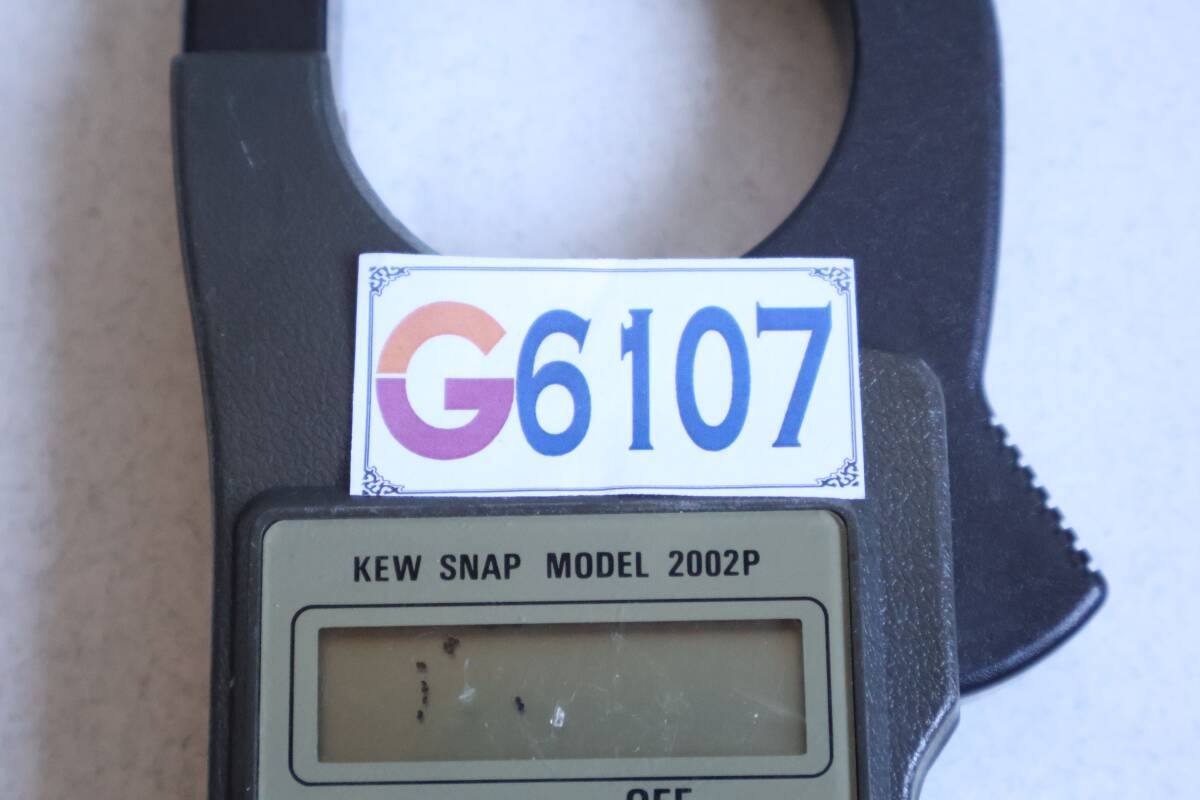 G6107
KEW SNAP MODEL 2002P
OFF